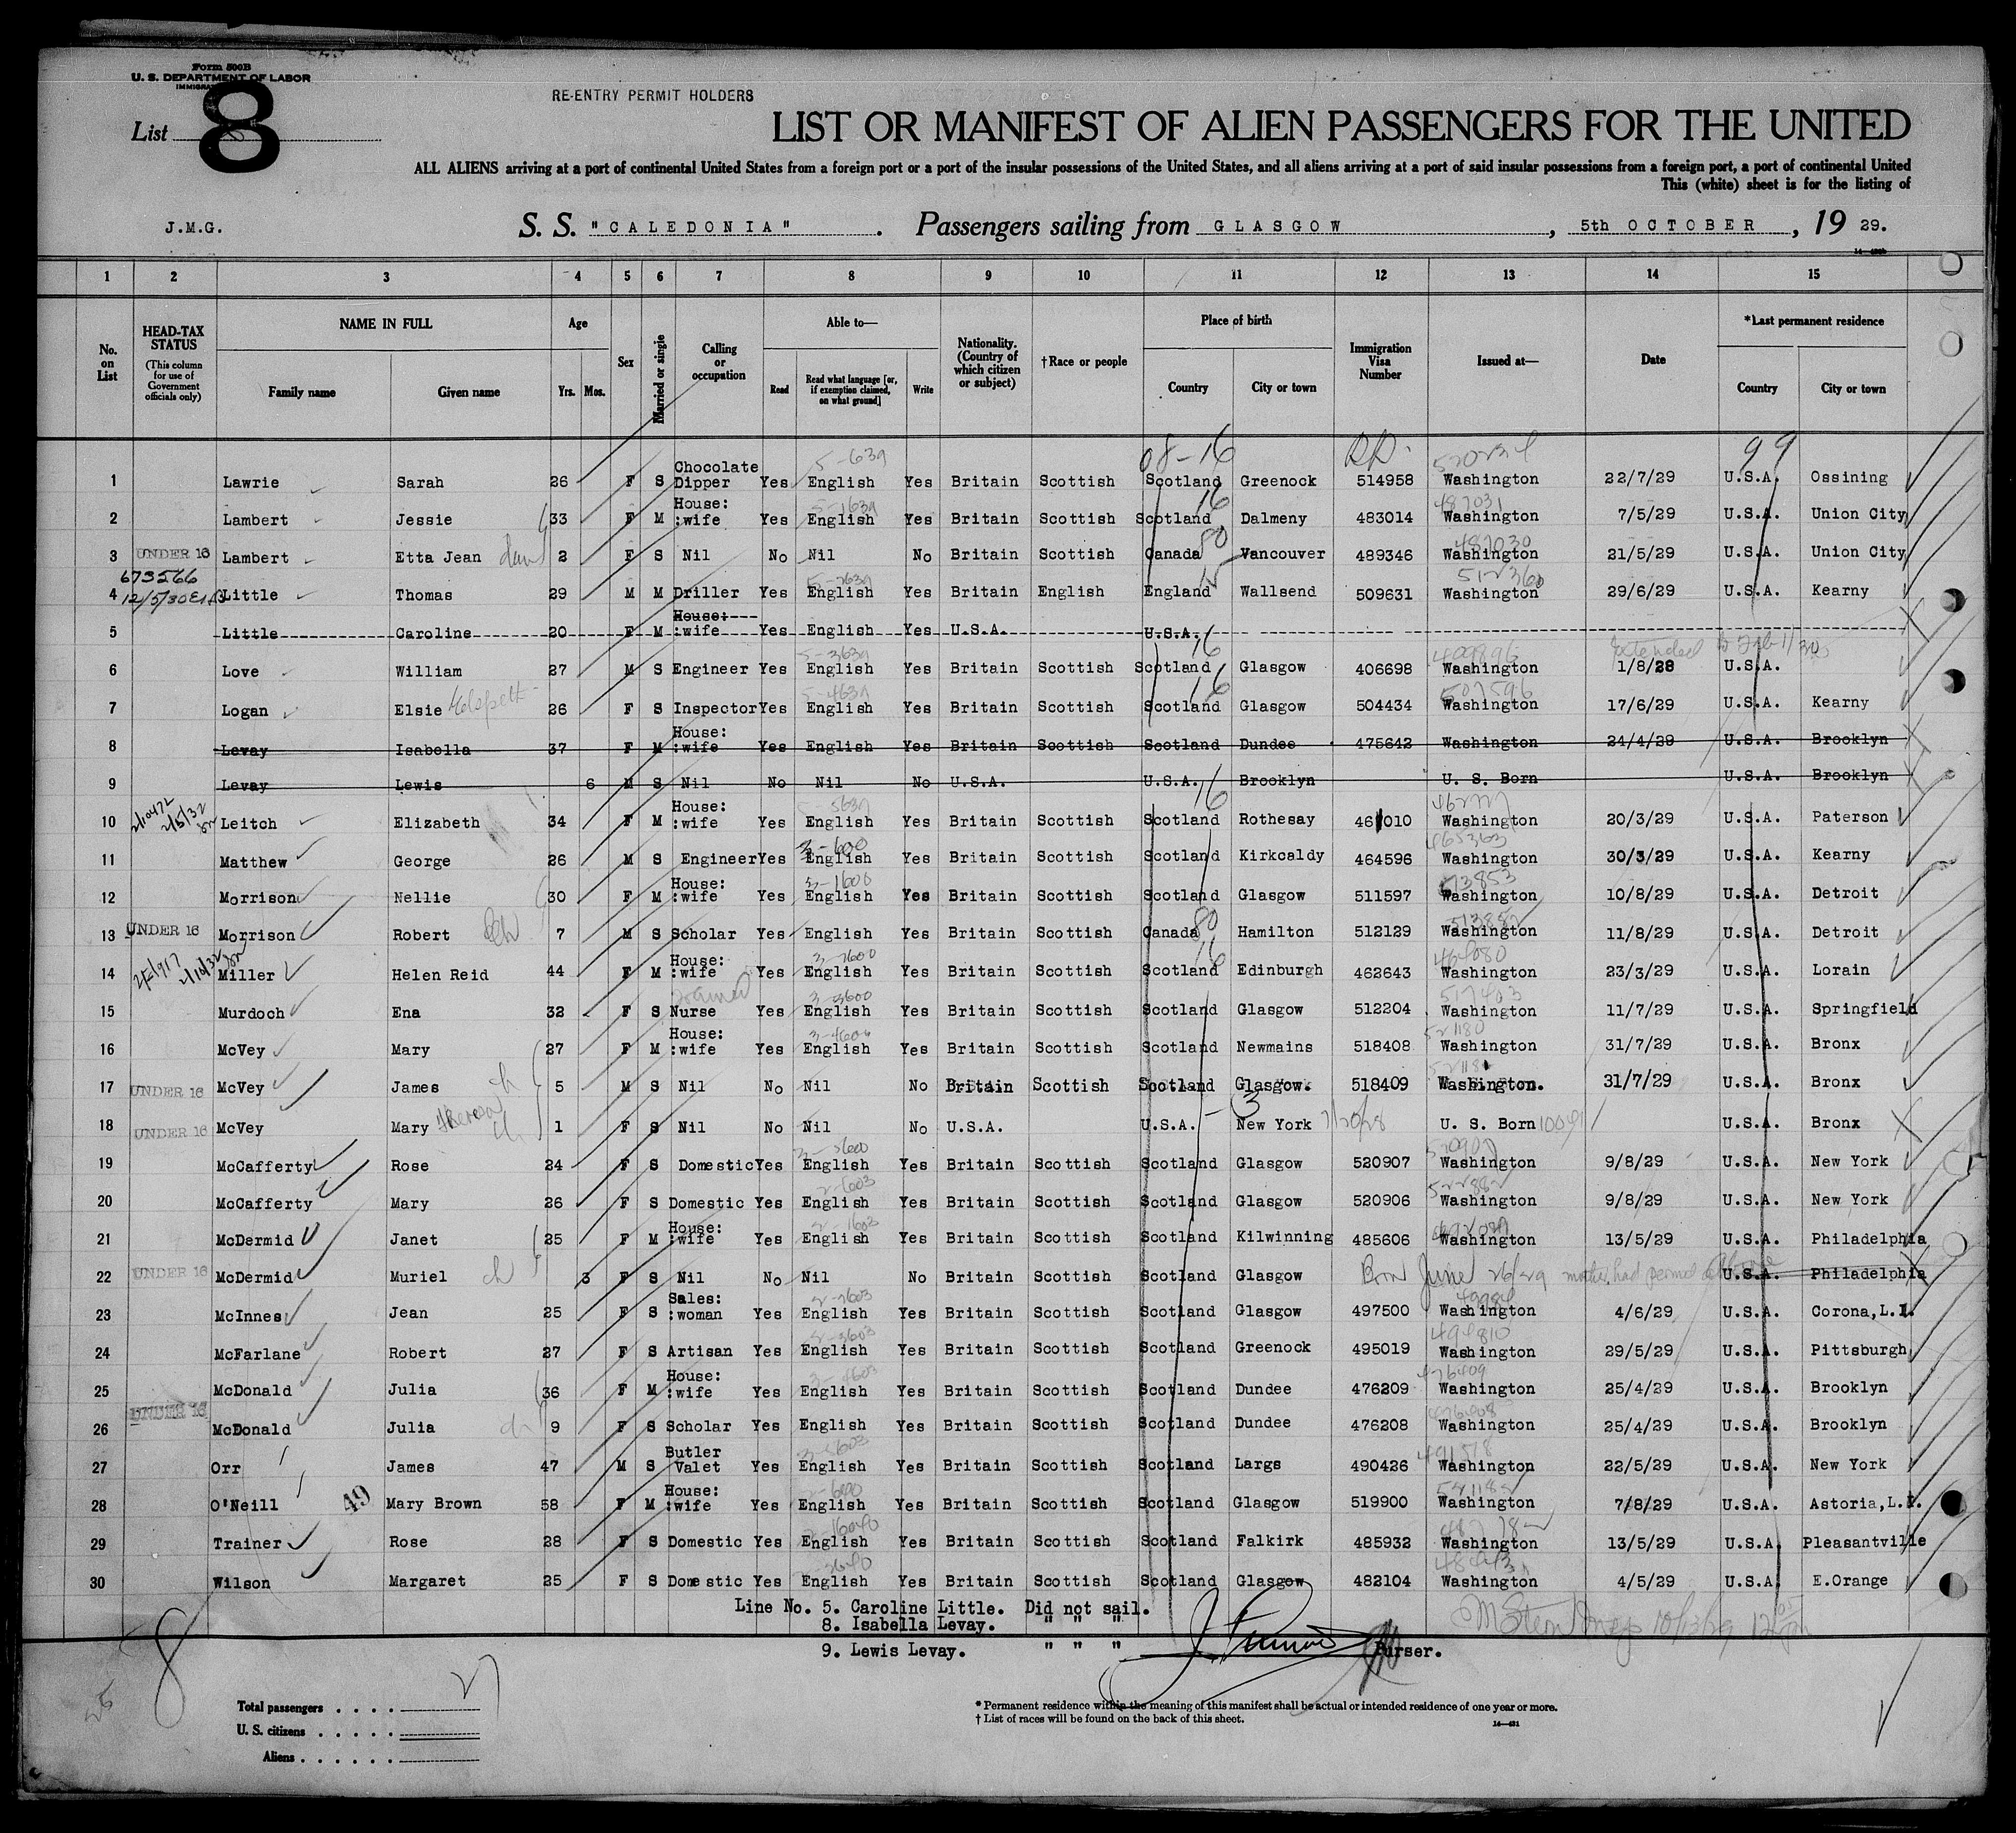 Form 500B
U. S. DEPARTMENT OF LABOR
List 8
RE-ENTRY PERMIT HOLDERS
LIST OR MANIFEST OF ALIEN PASSENGERS FOR THE UNITED
ALL ALIENS arriving at a port of continental United States from a foreign port or a port of the insular possessions of the United States, and all aliens arriving at a port of said insular possessions from a foreign port, a port of continental United
This (white) sheet is for the listing of
J.M.G. S. S. "CALEDONIA". Passengers sailing from GLASGOW, 5th OCTOBER, 19 29.
1 2 3 4 5 6 7 8 9 10 11 12 13 14 15
No. on List HEAD-TAX STATUS (This column for use of Government officials only) NAME IN FULL Family name Given name Age Yrs. Mos. Sex Married or single Calling or occupation Able to— Read Read what language [or, if exemption claimed, on what ground] Write Nationality. (Country of which citizen or subject) †Race or people Place of birth Country City or town Immigration Visa Number Issued at— Date *Last permanent residence Country City or town
08-16 99
1 Lawrie Sarah 26 F S Chocolate Dipper Yes English Yes Britain Scottish Scotland Greenock 514958 Washington 22/7/29 U.S.A. Ossining
2 Lambert Jessie 33 F M House: :wife Yes English Yes Britain Scottish Scotland Dalmeny 483014 Washington 7/5/29 U.S.A. Union City
3 UNDER 16 Lambert Etta Jean 2 F S Nil No Nil No Britain Scottish Canada Vancouver 489346 Washington 21/5/29 U.S.A. Union City
673566
4 12/5/30 Little Thomas 29 M M Driller Yes English Yes Britain English England Wallsend 509631 Washington 29/6/29 U.S.A. Kearny
5 Little Caroline 20 F M House: :wife Yes English Yes U.S.A. U.S.A.
6 Love William 27 M S Engineer Yes English Yes Britain Scottish Scotland Glasgow 406698 Washington 1/8/28 U.S.A. extended to Feb 1/30
7 Logan Elsie 26 F S Inspector Yes English Yes Britain Scottish Scotland Glasgow 504434 Washington 17/6/29 U.S.A. Kearny
8 Levay Isabella 37 F M House: :wife Yes English Yes Britain Scottish Scotland Dundee 475642 Washington 24/4/29 U.S.A. Brooklyn
9 Levay Lewis 6 M S Nil No Nil No U.S.A. U.S.A. Brooklyn U. S. Born U.S.A. Brooklyn
10 Leitch Elizabeth 34 F M House: :wife Yes English Yes Britain Scottish Scotland Rothesay 461010 Washington 20/3/29 U.S.A. Paterson
11 Matthew George 26 M S Engineer Yes English Yes Britain Scottish Scotland Kirkcaldy 464596 Washington 30/3/29 U.S.A. Kearny
12 Morrison Nellie 30 F M House: :wife Yes English Yes Britain Scottish Scotland Glasgow 511597 Washington 10/8/29 U.S.A. Detroit
13 UNDER 16 Morrison Robert 7 M S Scholar Yes English Yes Britain Scottish Canada Hamilton 512129 Washington 11/8/29 U.S.A. Detroit
14 Miller Helen Reid 44 F M House: :wife Yes English Yes Britain Scottish Scotland Edinburgh 462643 Washington 23/3/29 U.S.A. Lorain
15 Murdoch Ena 32 F S trained Nurse Yes English Yes Britain Scottish Scotland Glasgow 512204 Washington 11/7/29 U.S.A. Springfield
16 McVey Mary 27 F M House: :wife Yes English Yes Britain Scottish Scotland Newmains 518408 Washington 31/7/29 U.S.A. Bronx
17 UNDER 16 McVey James 5 M S Nil No Nil No Britain Scottish Scotland Glasgow. 518409 Washington. 31/7/29 U.S.A. Bronx
18 UNDER 16 McVey Mary Theresa 1 F S Nil No Nil No U.S.A. U.S.A. New York 7/20/28 U. S. Born U.S.A. Bronx
19 McCafferty Rose 24 F S Domestic Yes English Yes Britain Scottish Scotland Glasgow 520907 Washington 9/8/29 U.S.A. New York
20 McCafferty Mary 26 F S Domestic Yes English Yes Britain Scottish Scotland Glasgow 520906 Washington 9/8/29 U.S.A. New York
21 McDermid Janet 25 F M House: :wife Yes English Yes Britain Scottish Scotland Kilwinning 485606 Washington 13/5/29 U.S.A. Philadelphia
22 UNDER 16 McDermid Muriel ch 3 F S Nil No Nil No Britain Scottish Scotland Glasgow Born June 26/29 mother had permit U.S.A. Philadelphia
23 McInnes Jean 25 F S Sales: :woman Yes English Yes Britain Scottish Scotland Glasgow 497500 Washington 4/6/29 U.S.A. Corona,L.I.
24 McFarlane Robert 27 F S Artisan Yes English Yes Britain Scottish Scotland Greenock 495019 Washington 29/5/29 U.S.A. Pittsburgh
25 McDonald Julia 36 F M House: :wife Yes English Yes Britain Scottish Scotland Dundee 476209 Washington 25/4/29 U.S.A. Brooklyn
26 UNDER 16 McDonald Julia ch 9 F S Scholar Yes English Yes Britain Scottish Scotland Dundee 476208 Washington 25/4/29 U.S.A. Brooklyn
27 Orr James 47 M S Butler Valet Yes English Yes Britain Scottish Scotland Largs 490426 Washington 22/5/29 U.S.A. New York
28 O'Neill 49 Mary Brown 58 F M House: :wife Yes English Yes Britain Scottish Scotland Glasgow 519900 Washington 7/8/29 U.S.A. Astoria,L.I.
29 Trainer Rose 28 F S Domestic Yes English Yes Britain Scottish Scotland Falkirk 485932 Washington 13/5/29 U.S.A. Pleasantville
30 Wilson Margaret 25 F S Domestic Yes English Yes Britain Scottish Scotland Glasgow 482104 Washington 4/5/29 U.S.A. E.Orange
Line No. 5. Caroline Little. Did not sail.
8. Isabella Levay. " " "
9. Lewis Levay. " " " Purser.
8
Total passengers . . . . 27
U. S. citizens . . . . .
Aliens . . . . . .
* Permanent residence within the meaning of this manifest shall be actual or intended residence of one year or more.
† List of races will be found on the back of this sheet.